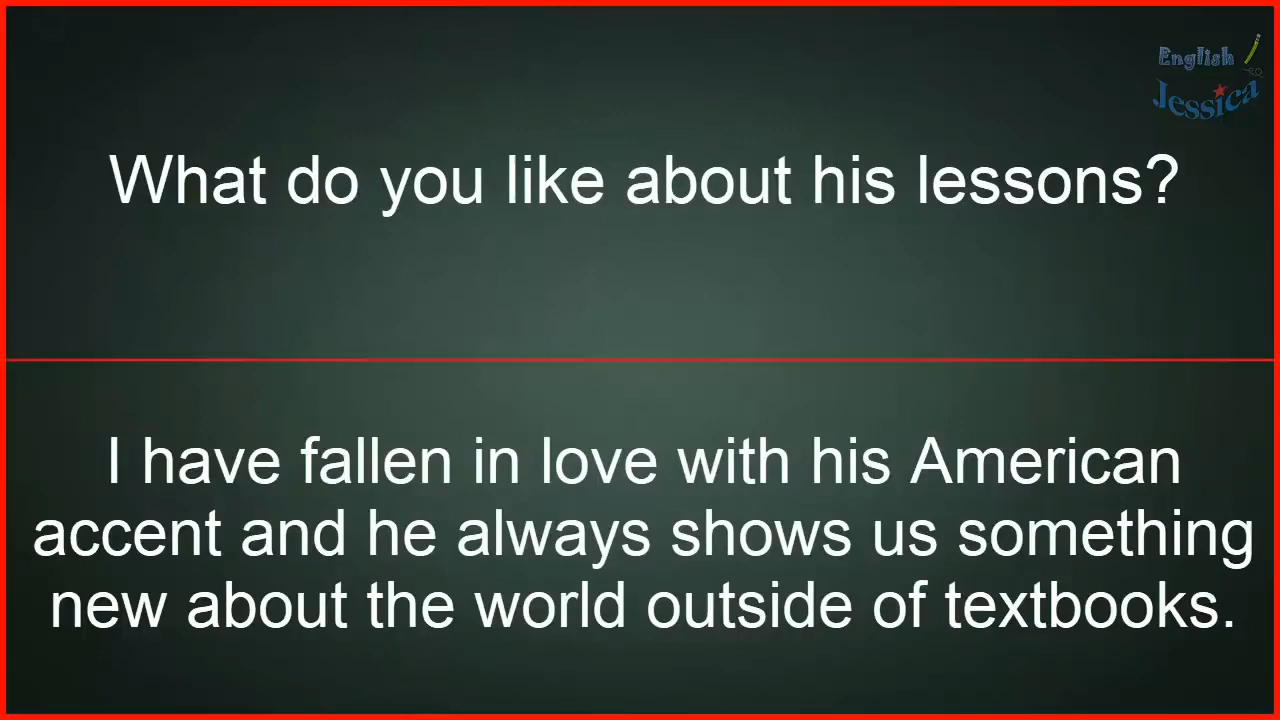 English
Jessica
What do you like about his lessons?
I have fallen in love with his American
accent and he always shows us something
new about the world outside of textbooks.